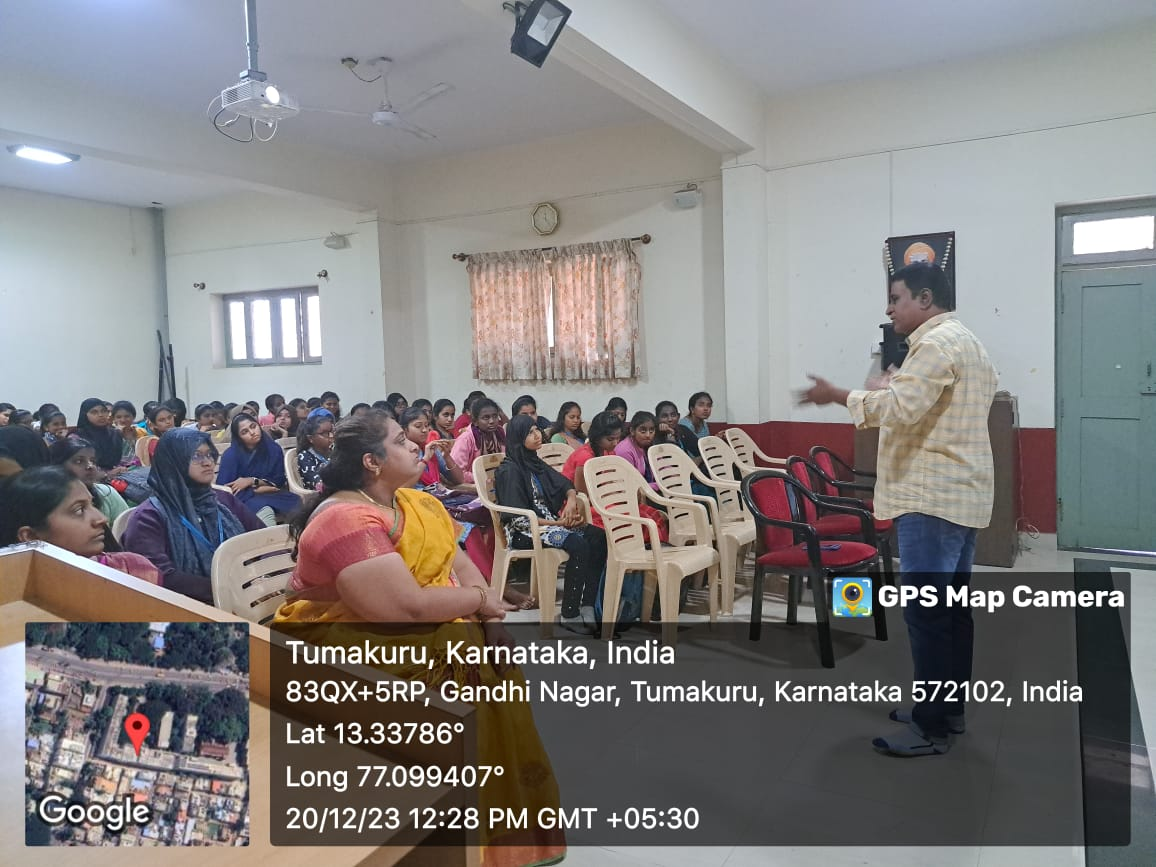 GPS Map Camera
Tumakuru, Karnataka, India
83QX+5RP, Gandhi Nagar, Tumakuru, Karnataka 572102, India
Lat 13.33786°
Long 77.099407°
20/12/23 12:28 PM GMT +05:30
Google